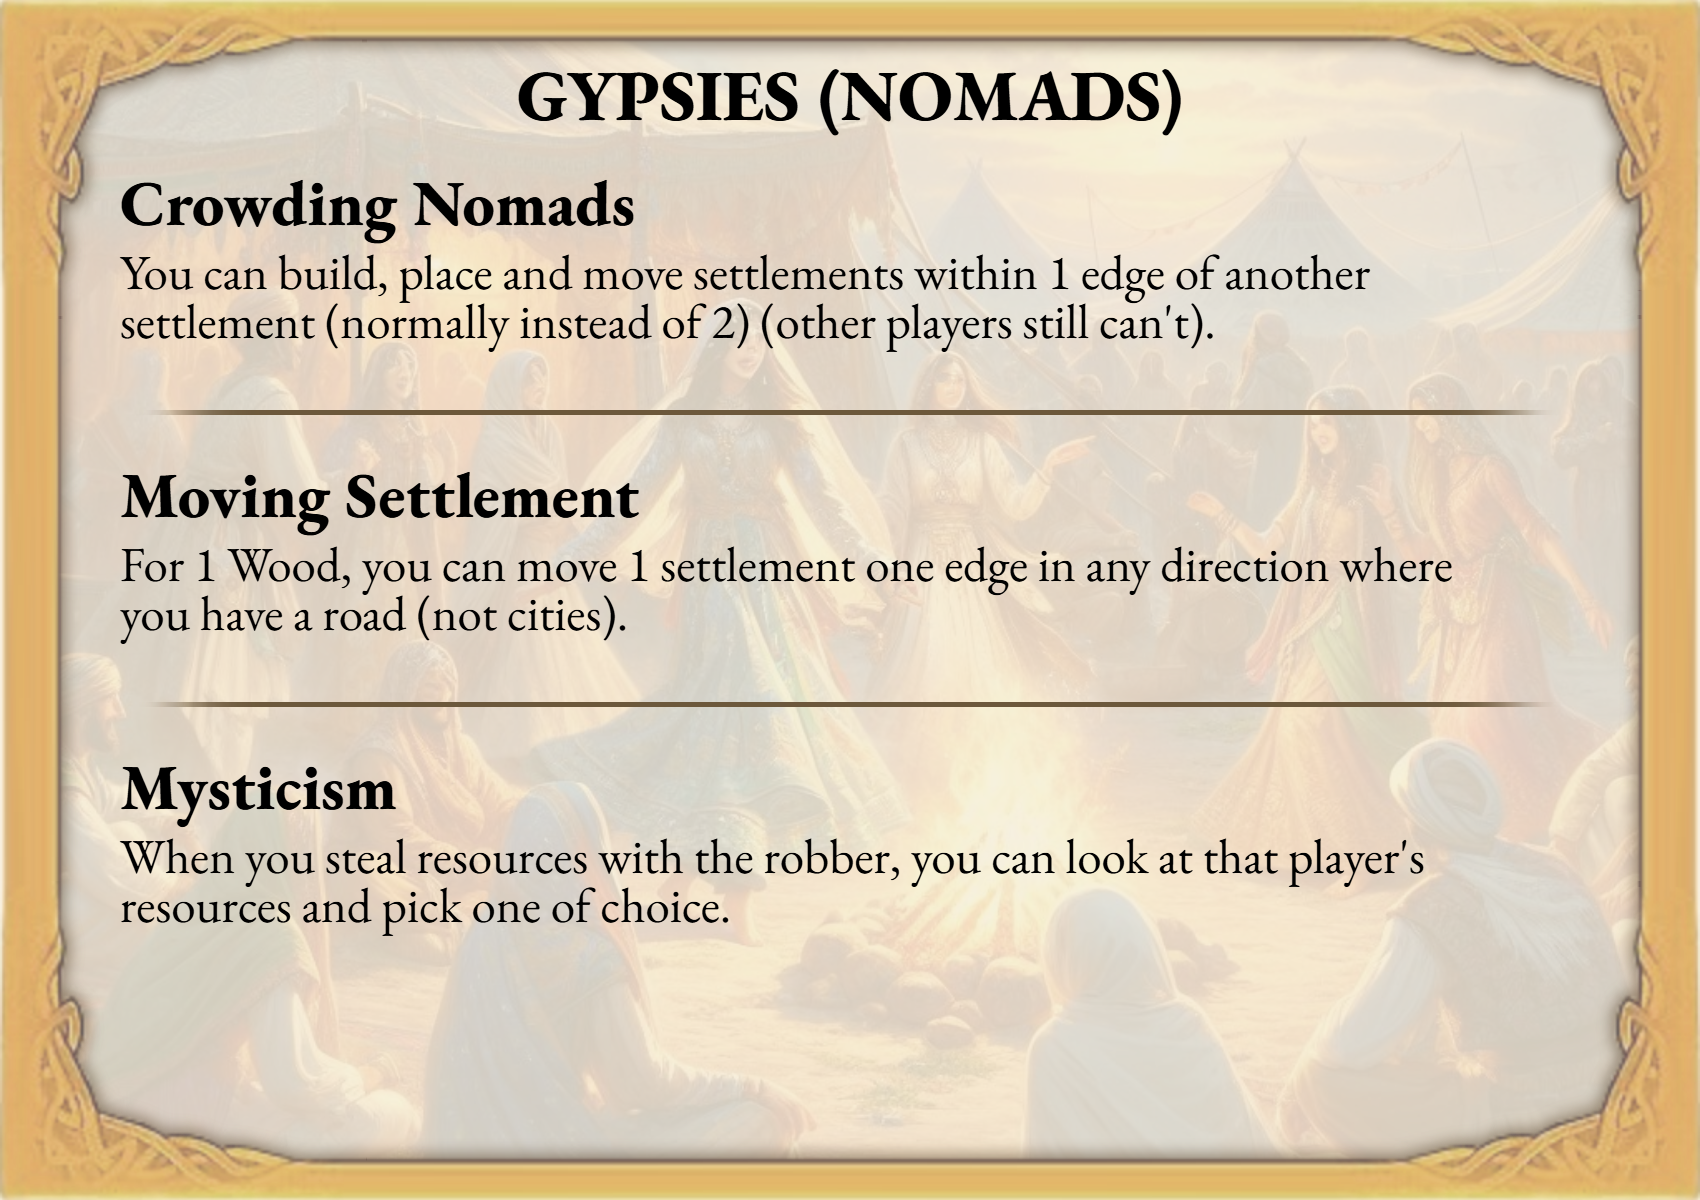 GYPSIES (NOMADS)
Crowding Nomads
You can build, place and move settlements within 1 edge of another
settlement (normally instead of 2) (other players still can't).
Moving Settlement
For 1 Wood, you can move 1 settlement one edge in any direction where
you have a road (not cities).
Mysticism
When you steal resources with the robber, you can look at that player's
resources and pick one of choice.